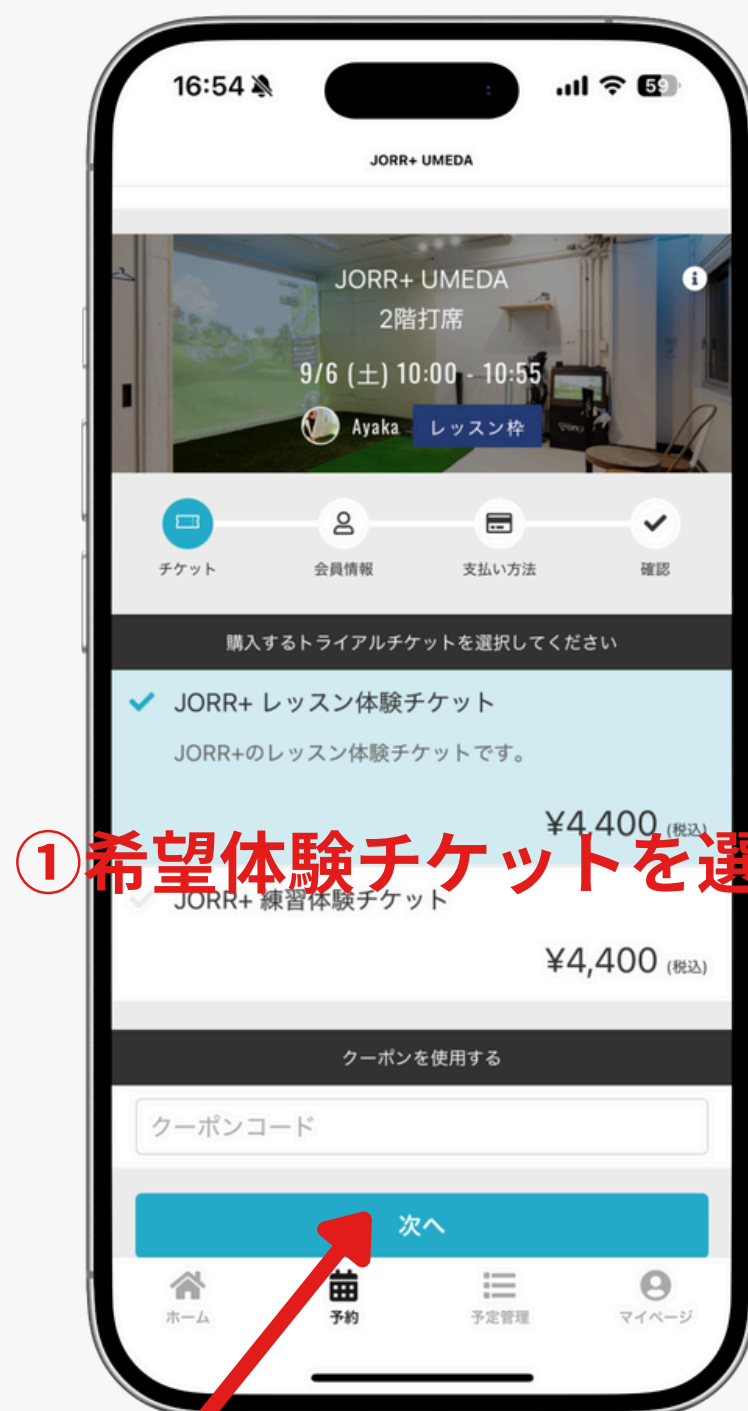 16:54
59
JORR+ UMEDA
JORR+ UMEDA
2階打席
9/6 (土) 10:00 - 10:55
Ayaka レッスン枠
チケット 会員情報 支払い方法 確認
購入するトライアルチケットを選択してください
JORR+ レッスン体験チケット
JORR+のレッスン体験チケットです。
¥4,400 (税込)
①希望体験チケットを選
JORR+ 練習体験チケット
¥4,400 (税込)
クーポンを使用する
クーポンコード
次へ
ホーム 予約 予定管理 マイページ